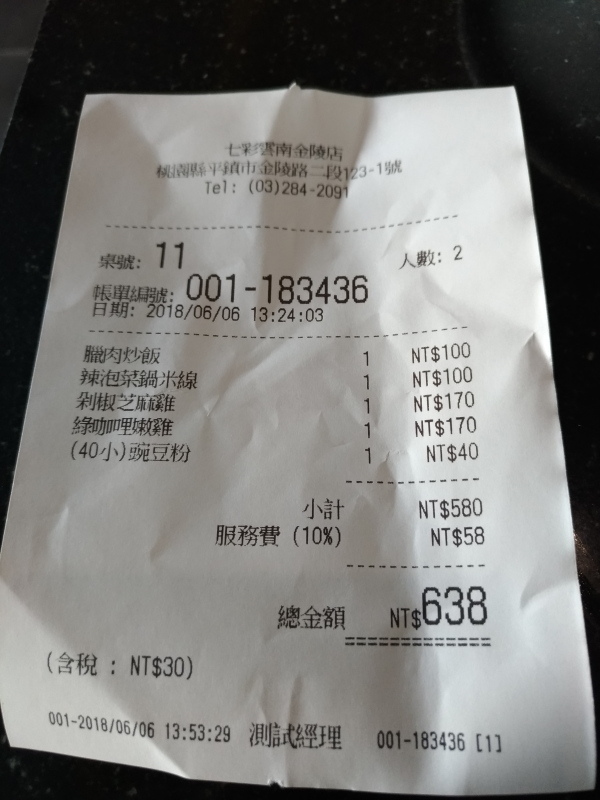 七彩雲南金陵店
桃園縣平鎮市金陵路二段123-1號
Tel: (03)284-2091
桌號: 11 人數: 2
帳單編號: 001-183436
日期: 2018/06/06 13:24:03
臘肉炒飯 1 NT$100
辣泡菜鍋米線 1 NT$100
剁椒芝麻雞 1 NT$170
綠咖哩嫩雞 1 NT$170
(40小)豌豆粉 1 NT$40
小計 NT$580
服務費 (10%) NT$58
總金額 NT$638
(含稅 : NT$30)
001-2018/06/06 13:53:29 測試經理 001-183436 [1]